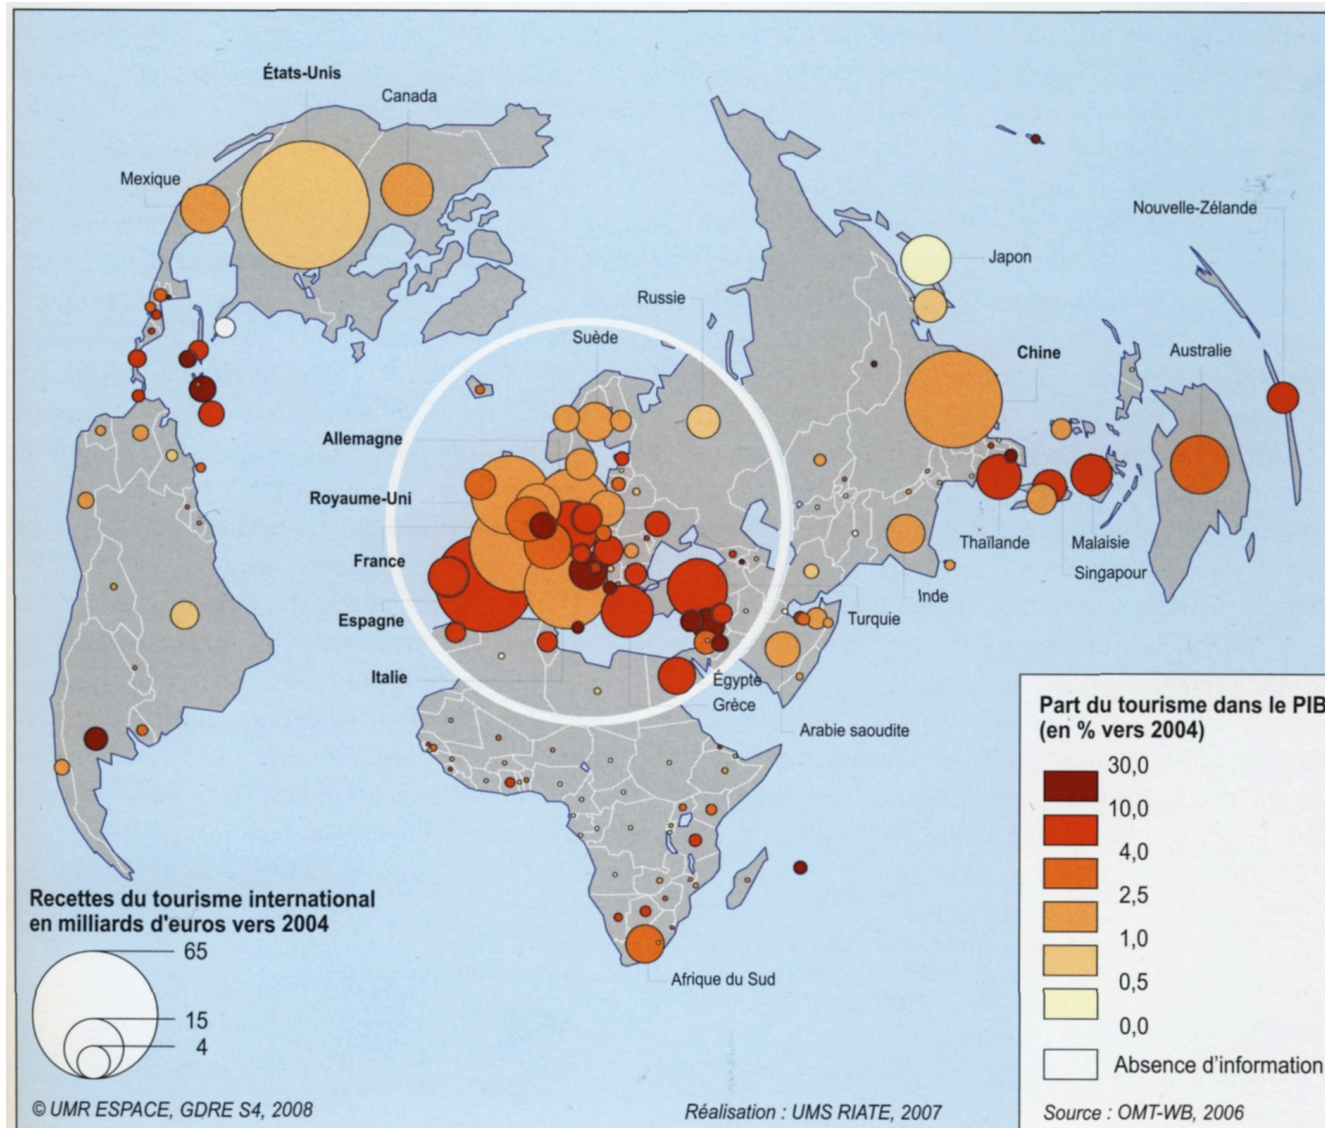 États-Unis
Canada
Mexique
Nouvelle-Zélande
Japon
Russie
Suède
Chine
Australie
Allemagne
Royaume-Uni
France
Thaïlande
Malaisie
Singapour
Inde
Espagne
Turquie
Italie
Égypte
Grèce
Arabie saoudite
Afrique du Sud
Part du tourisme dans le PIB
(en % vers 2004)
30,0
10,0
4,0
2,5
1,0
0,5
0,0
Absence d'information
Recettes du tourisme international
en milliards d'euros vers 2004
65
15
4
© UMR ESPACE, GDRE S4, 2008
Réalisation : UMS RIATE, 2007
Source : OMT-WB, 2006